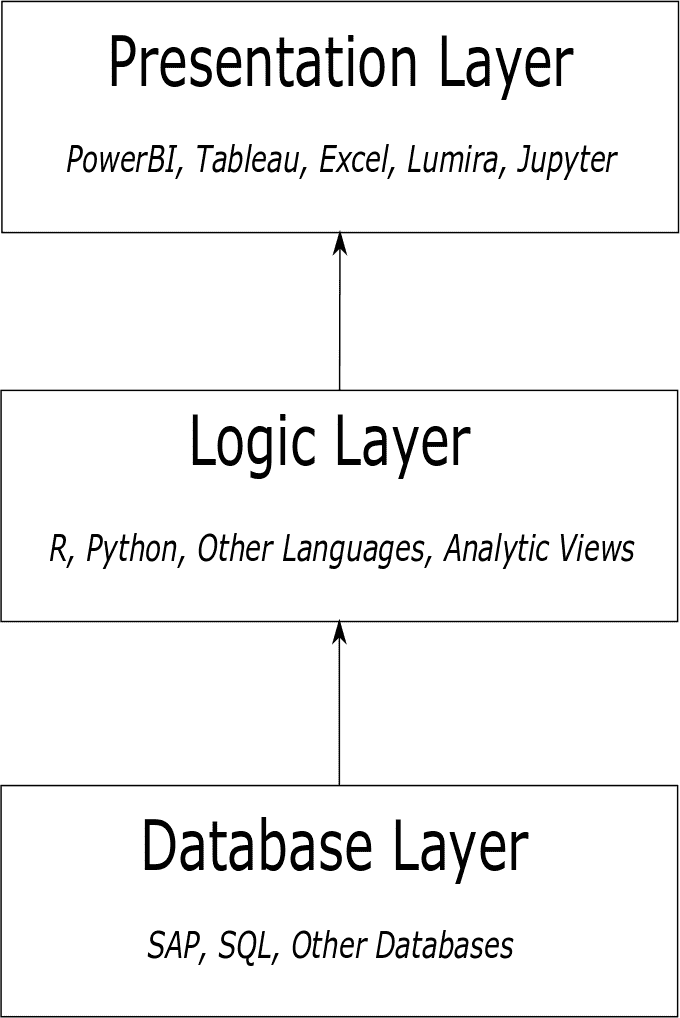 Presentation Layer
PowerBI, Tableau, Excel, Lumira, Jupyter
Logic Layer
R, Python, Other Languages, Analytic Views
Database Layer
SAP, SQL, Other Databases